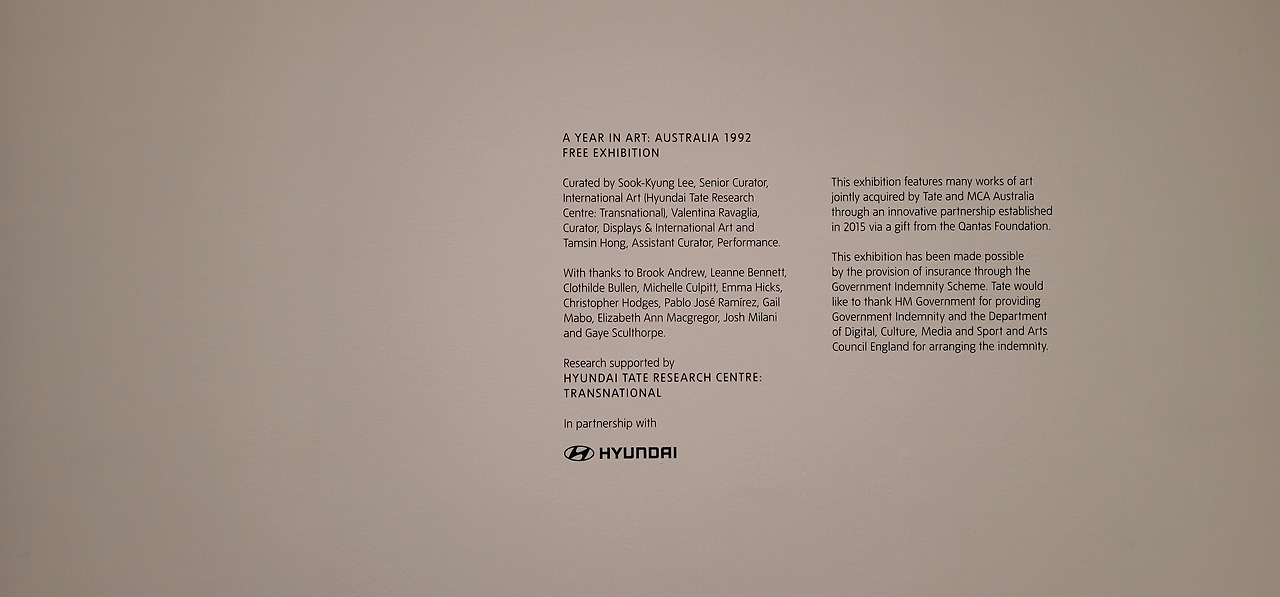 A YEAR IN ART: AUSTRALIA 1992
FREE EXHIBITION
Curated by Sook-Kyung Lee, Senior Curator,
International Art (Hyundai Tate Research
Centre: Transnational), Valentina Ravaglia,
Curator, Displays & International Art and
Tamsin Hong, Assistant Curator, Performance.
With thanks to Brook Andrew, Leanne Bennett,
Clothilde Bullen, Michelle Culpitt, Emma Hicks,
Christopher Hodges, Pablo José Ramírez, Gail
Mabo, Elizabeth Ann Macgregor, Josh Milani
and Gaye Sculthorpe.
Research supported by
HYUNDAI TATE RESEARCH CENTRE:
TRANSNATIONAL
In partnership with
HYUNDAI
This exhibition features many works of art
jointly acquired by Tate and MCA Australia
through an innovative partnership established
in 2015 via a gift from the Qantas Foundation.
This exhibition has been made possible
by the provision of insurance through the
Government Indemnity Scheme. Tate would
like to thank HM Government for providing
Government Indemnity and the Department
of Digital, Culture, Media and Sport and Arts
Council England for arranging the indemnity.